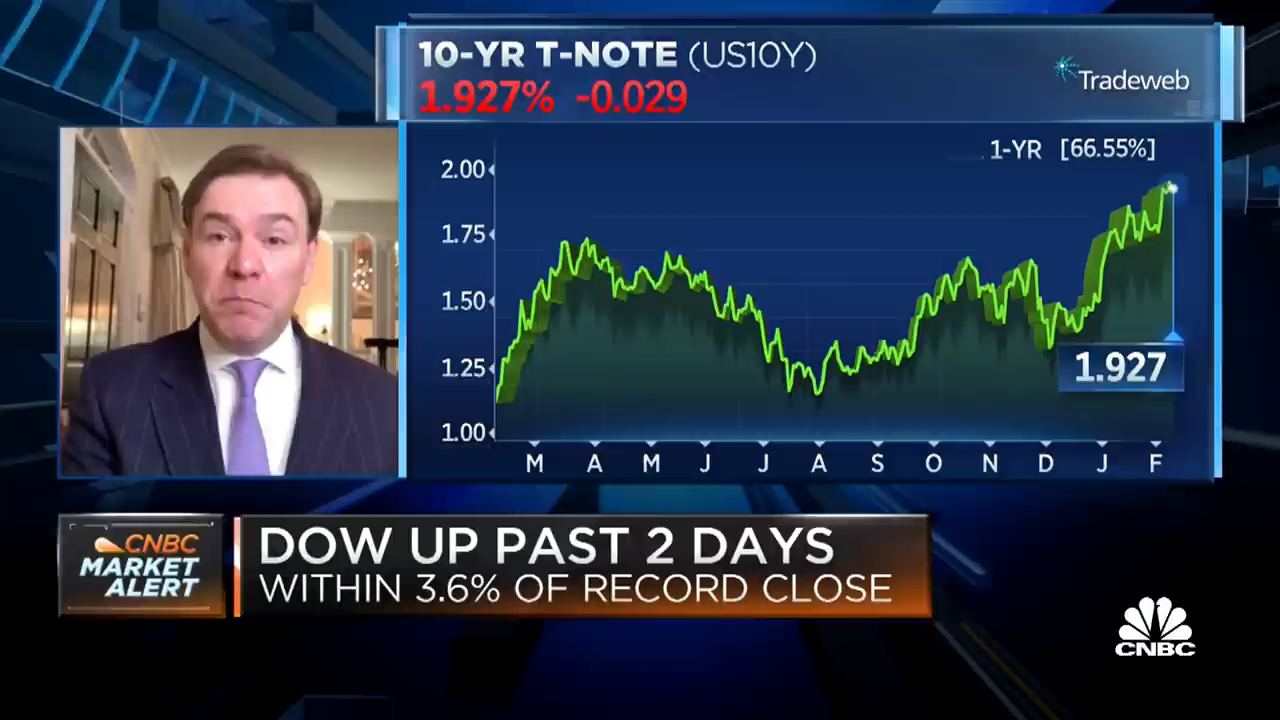 10-YR T-NOTE (US10Y)
1.927% -0.029
Tradeweb
1-YR [66.55%]
2.00
1.75
1.50
1.25
1.00
1.927
M A M J J A S O N D J F
CNBC
MARKET
ALERT
DOW UP PAST 2 DAYS
WITHIN 3.6% OF RECORD CLOSE
CNBC